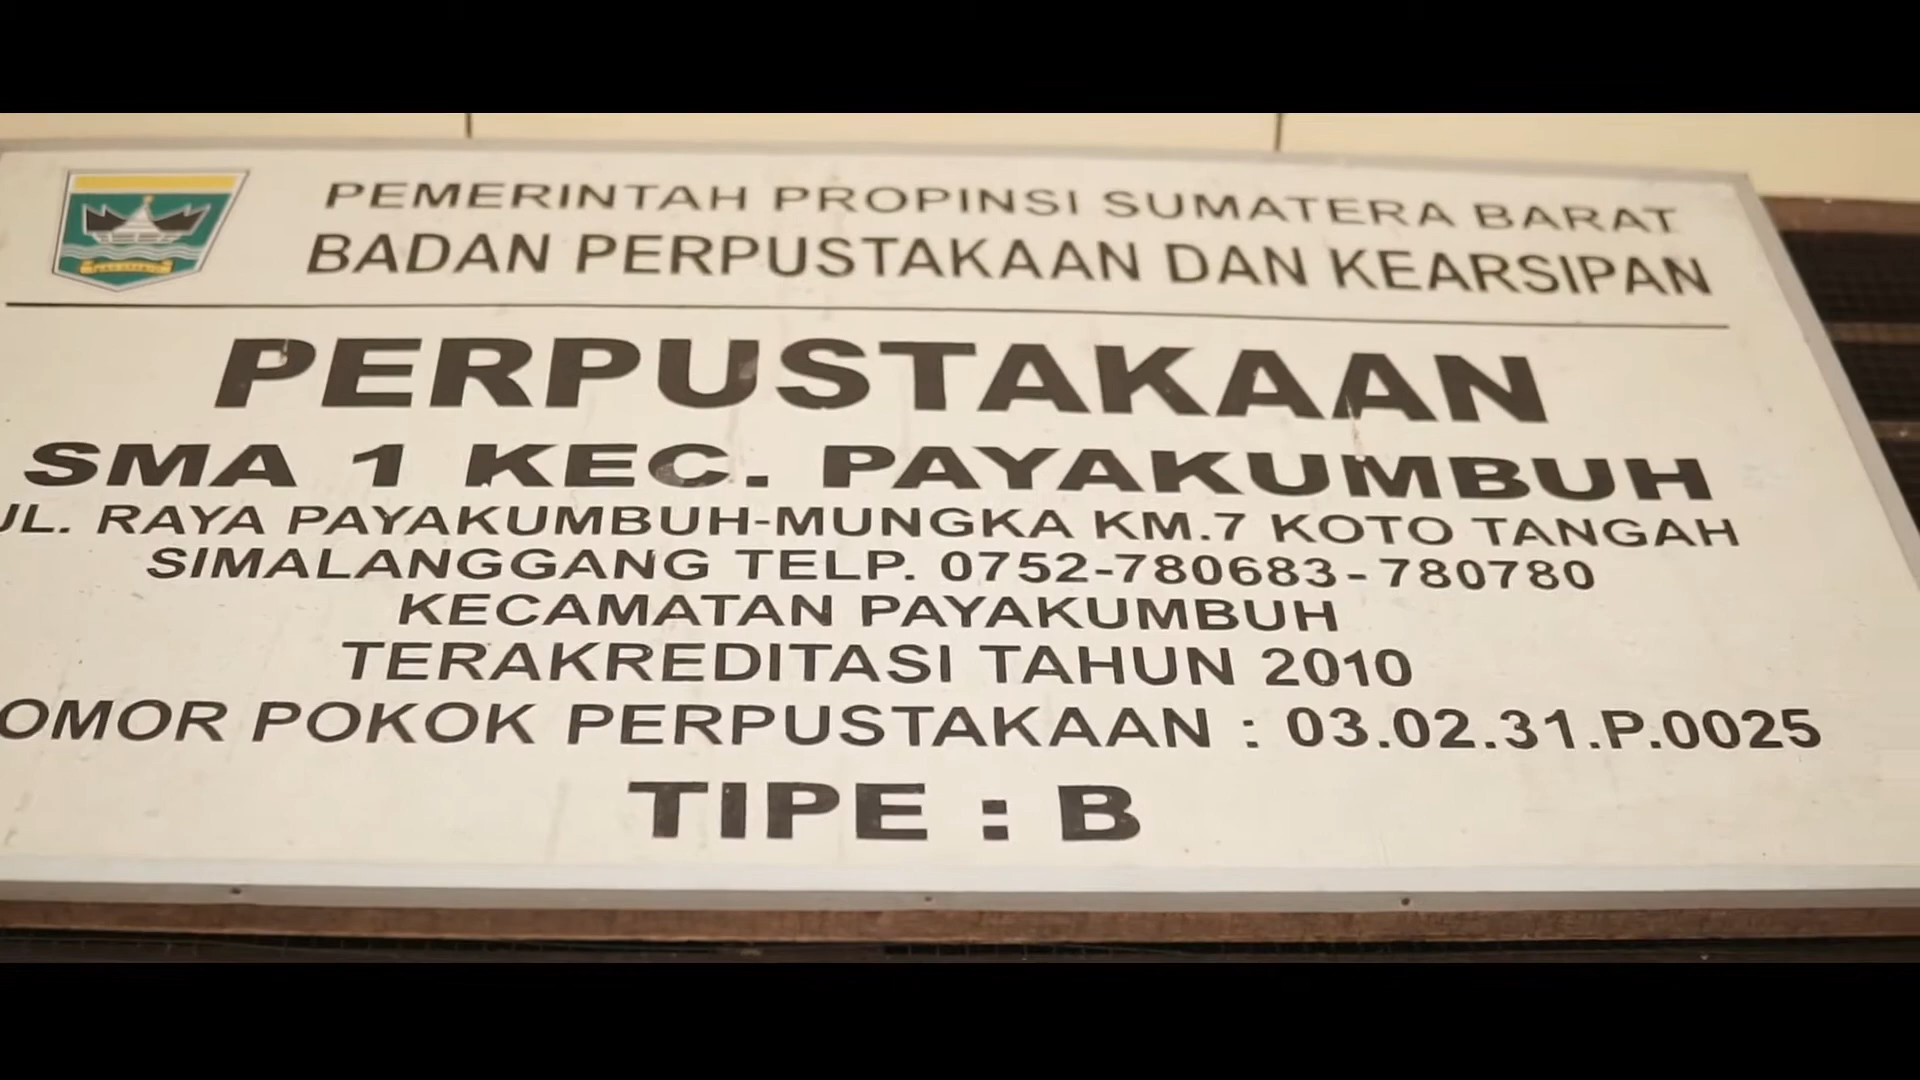 PEMERINTAH PROPINSI SUMATERA BARAT
BADAN PERPUSTAKAAN DAN KEARSIPAN
PERPUSTAKAAN
SMA 1 KEC. PAYAKUMBUH
JL. RAYA PAYAKUMBUH-MUNGKA KM.7 KOTO TANGAH
SIMALANGGANG TELP. 0752-780683-780780
KECAMATAN PAYAKUMBUH
TERAKREDITASI TAHUN 2010
OMOR POKOK PERPUSTAKAAN : 03.02.31.P.0025
TIPE : B